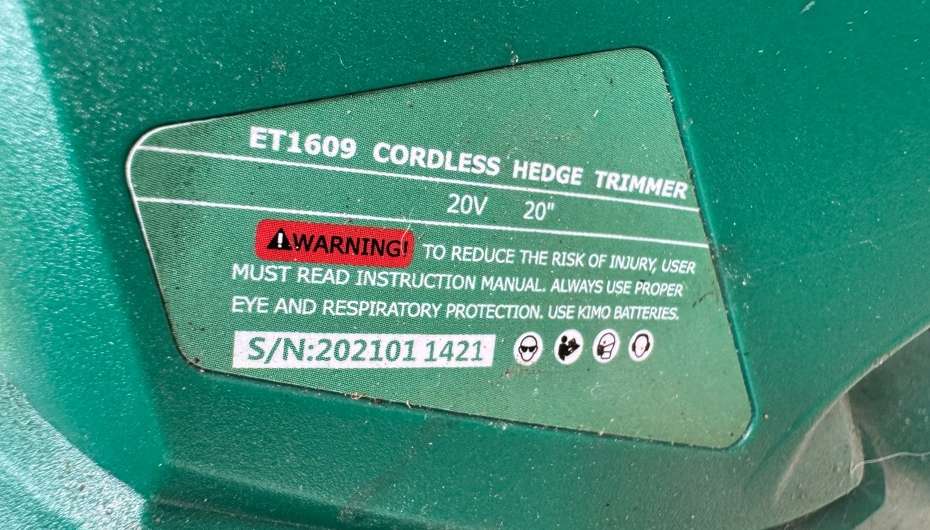 ET1609 CORDLESS HEDGE TRIMMER
20V 20"
WARNING! TO REDUCE THE RISK OF INJURY, USER
MUST READ INSTRUCTION MANUAL. ALWAYS USE PROPER
EYE AND RESPIRATORY PROTECTION. USE KIMO BATTERIES.
S/N:202101 1421